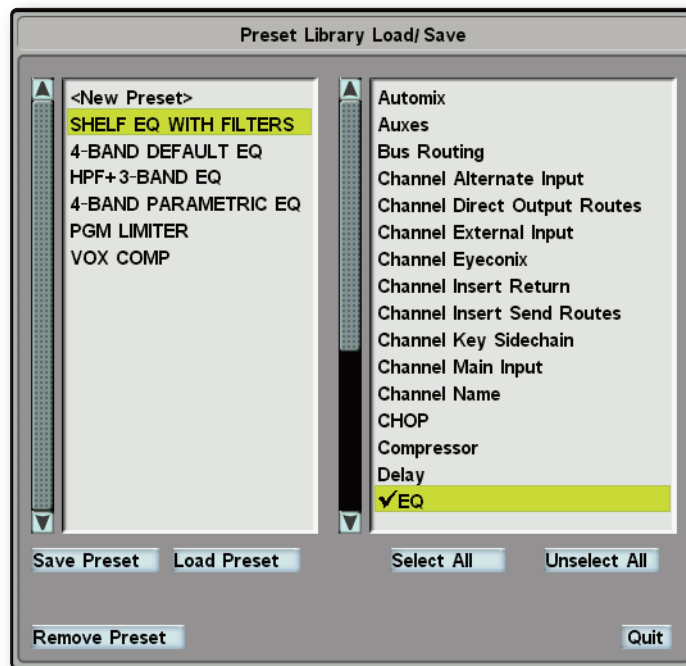 Preset Library Load/Save
<New Preset>
SHELF EQ WITH FILTERS
4-BAND DEFAULT EQ
HPF+3-BAND EQ
4-BAND PARAMETRIC EQ
PGM LIMITER
VOX COMP
Automix
Auxes
Bus Routing
Channel Alternate Input
Channel Direct Output Routes
Channel External Input
Channel Eyeconix
Channel Insert Return
Channel Insert Send Routes
Channel Key Sidechain
Channel Main Input
Channel Name
CHOP
Compressor
Delay
✓EQ
Save Preset
Load Preset
Select All
Unselect All
Remove Preset
Quit